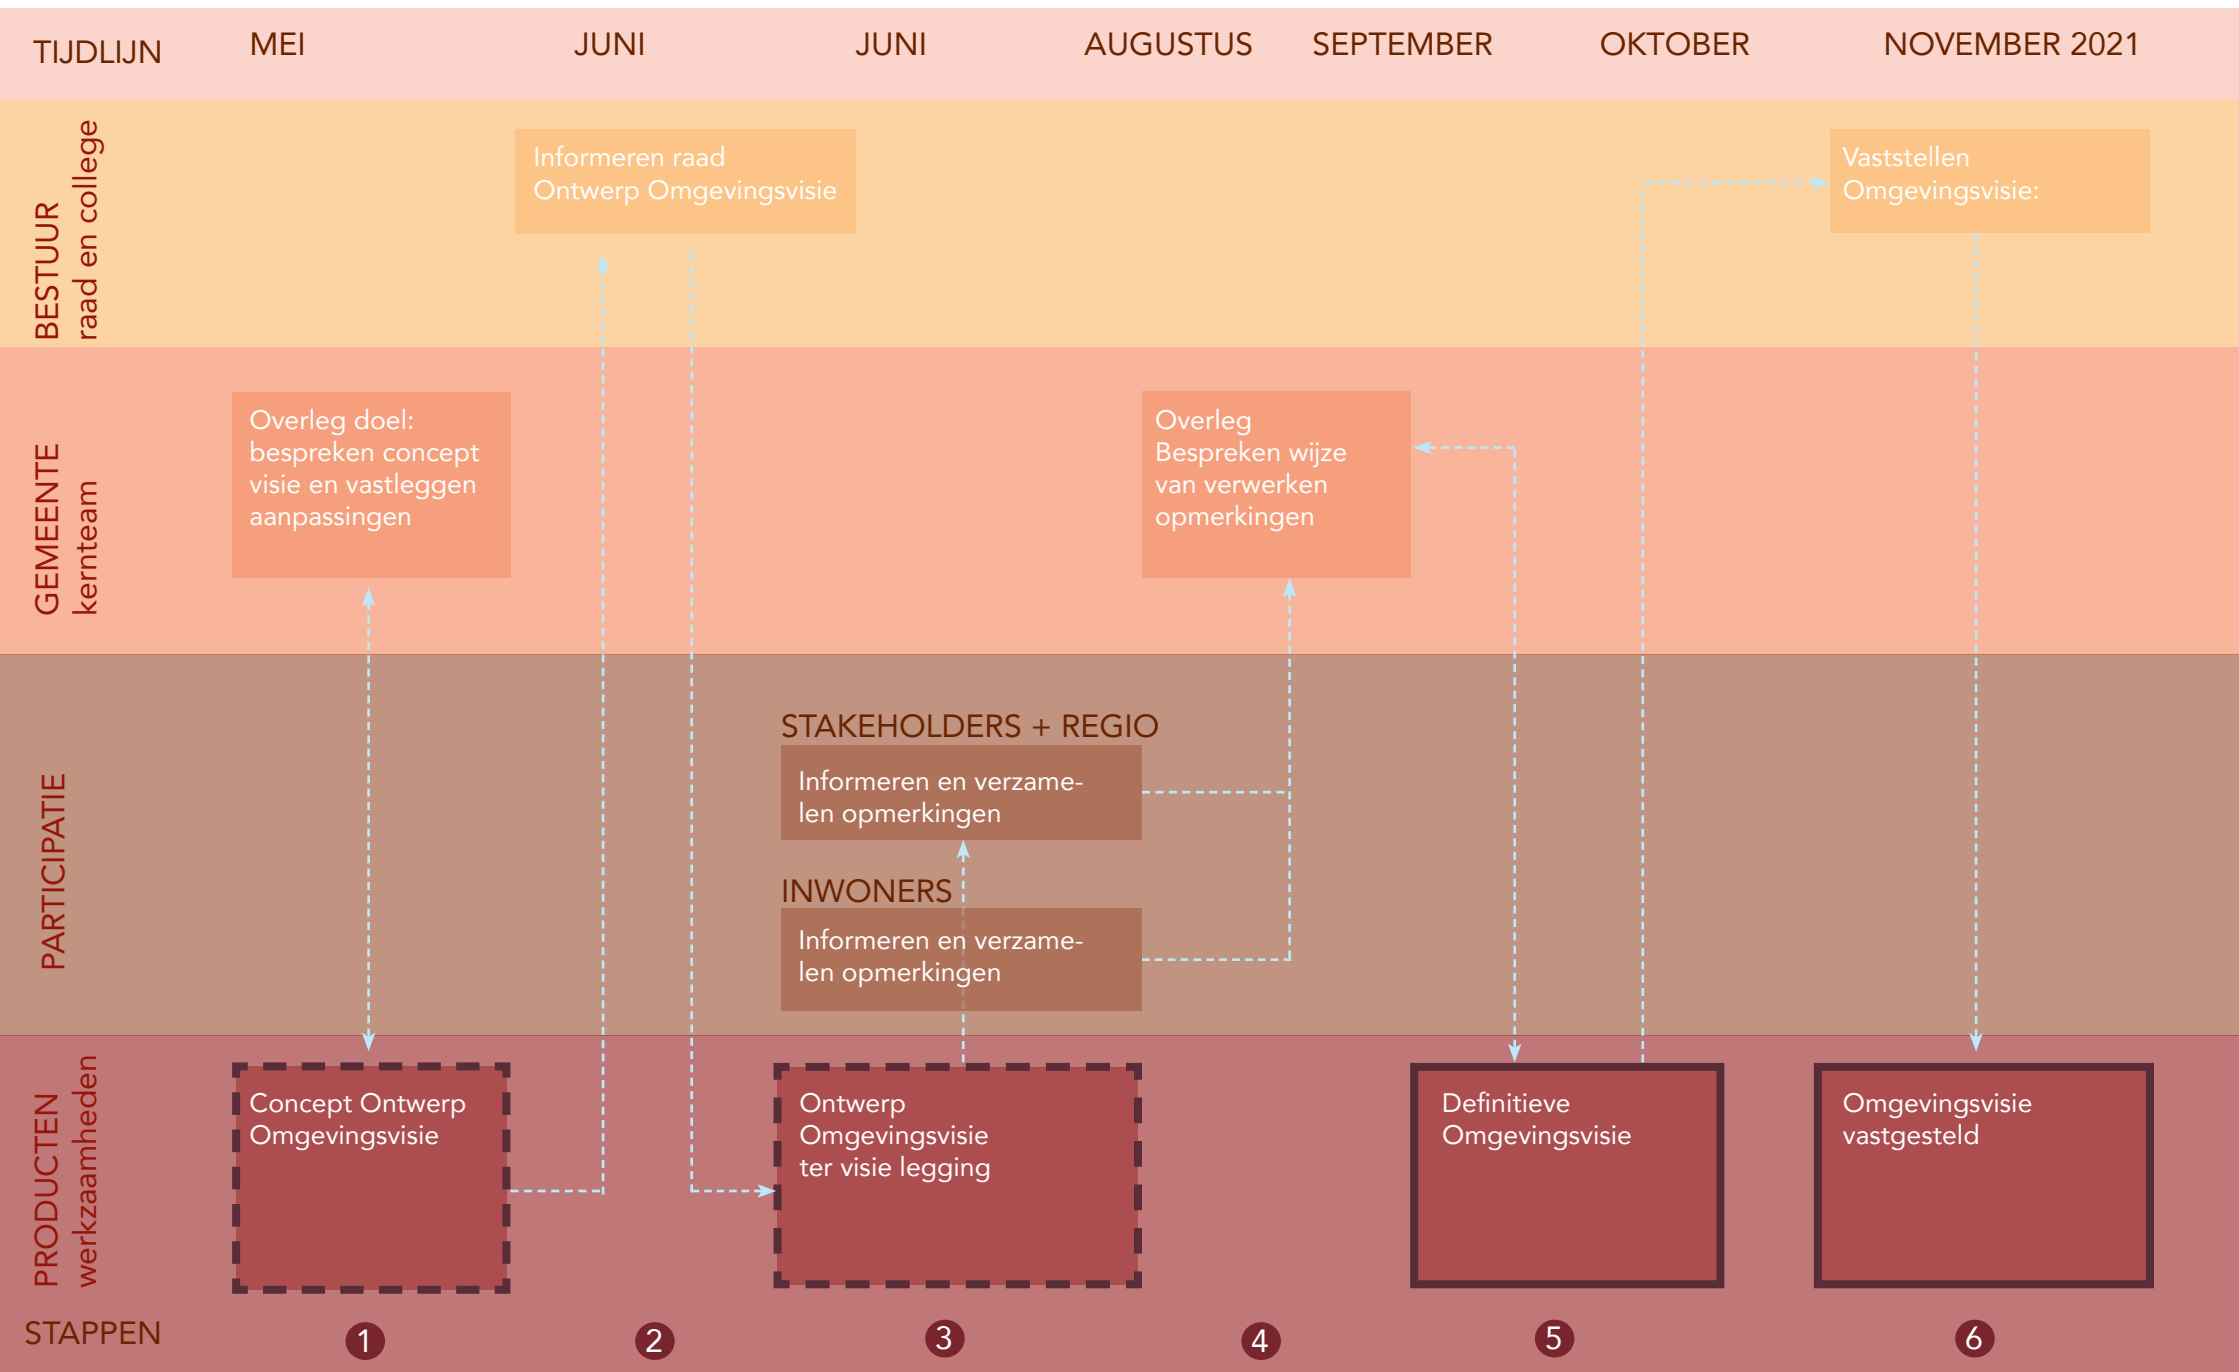 TIJDLIJN
MEI
JUNI
JUNI
AUGUSTUS
SEPTEMBER
OKTOBER
NOVEMBER 2021
BESTUUR
raad en college
Informeren raad
Ontwerp Omgevingsvisie
Vaststellen
Omgevingsvisie:
GEMEENTE
kernteam
Overleg doel:
bespreken concept
visie en vastleggen
aanpassingen
Overleg
Bespreken wijze
van verwerken
opmerkingen
PARTICIPATIE
STAKEHOLDERS + REGIO
Informeren en verzame-
len opmerkingen
INWONERS
Informeren en verzame-
len opmerkingen
PRODUCTEN
werkzaamheden
Concept Ontwerp
Omgevingsvisie
Ontwerp
Omgevingsvisie
ter visie legging
Definitieve
Omgevingsvisie
Omgevingsvisie
vastgesteld
STAPPEN
1
2
3
4
5
6